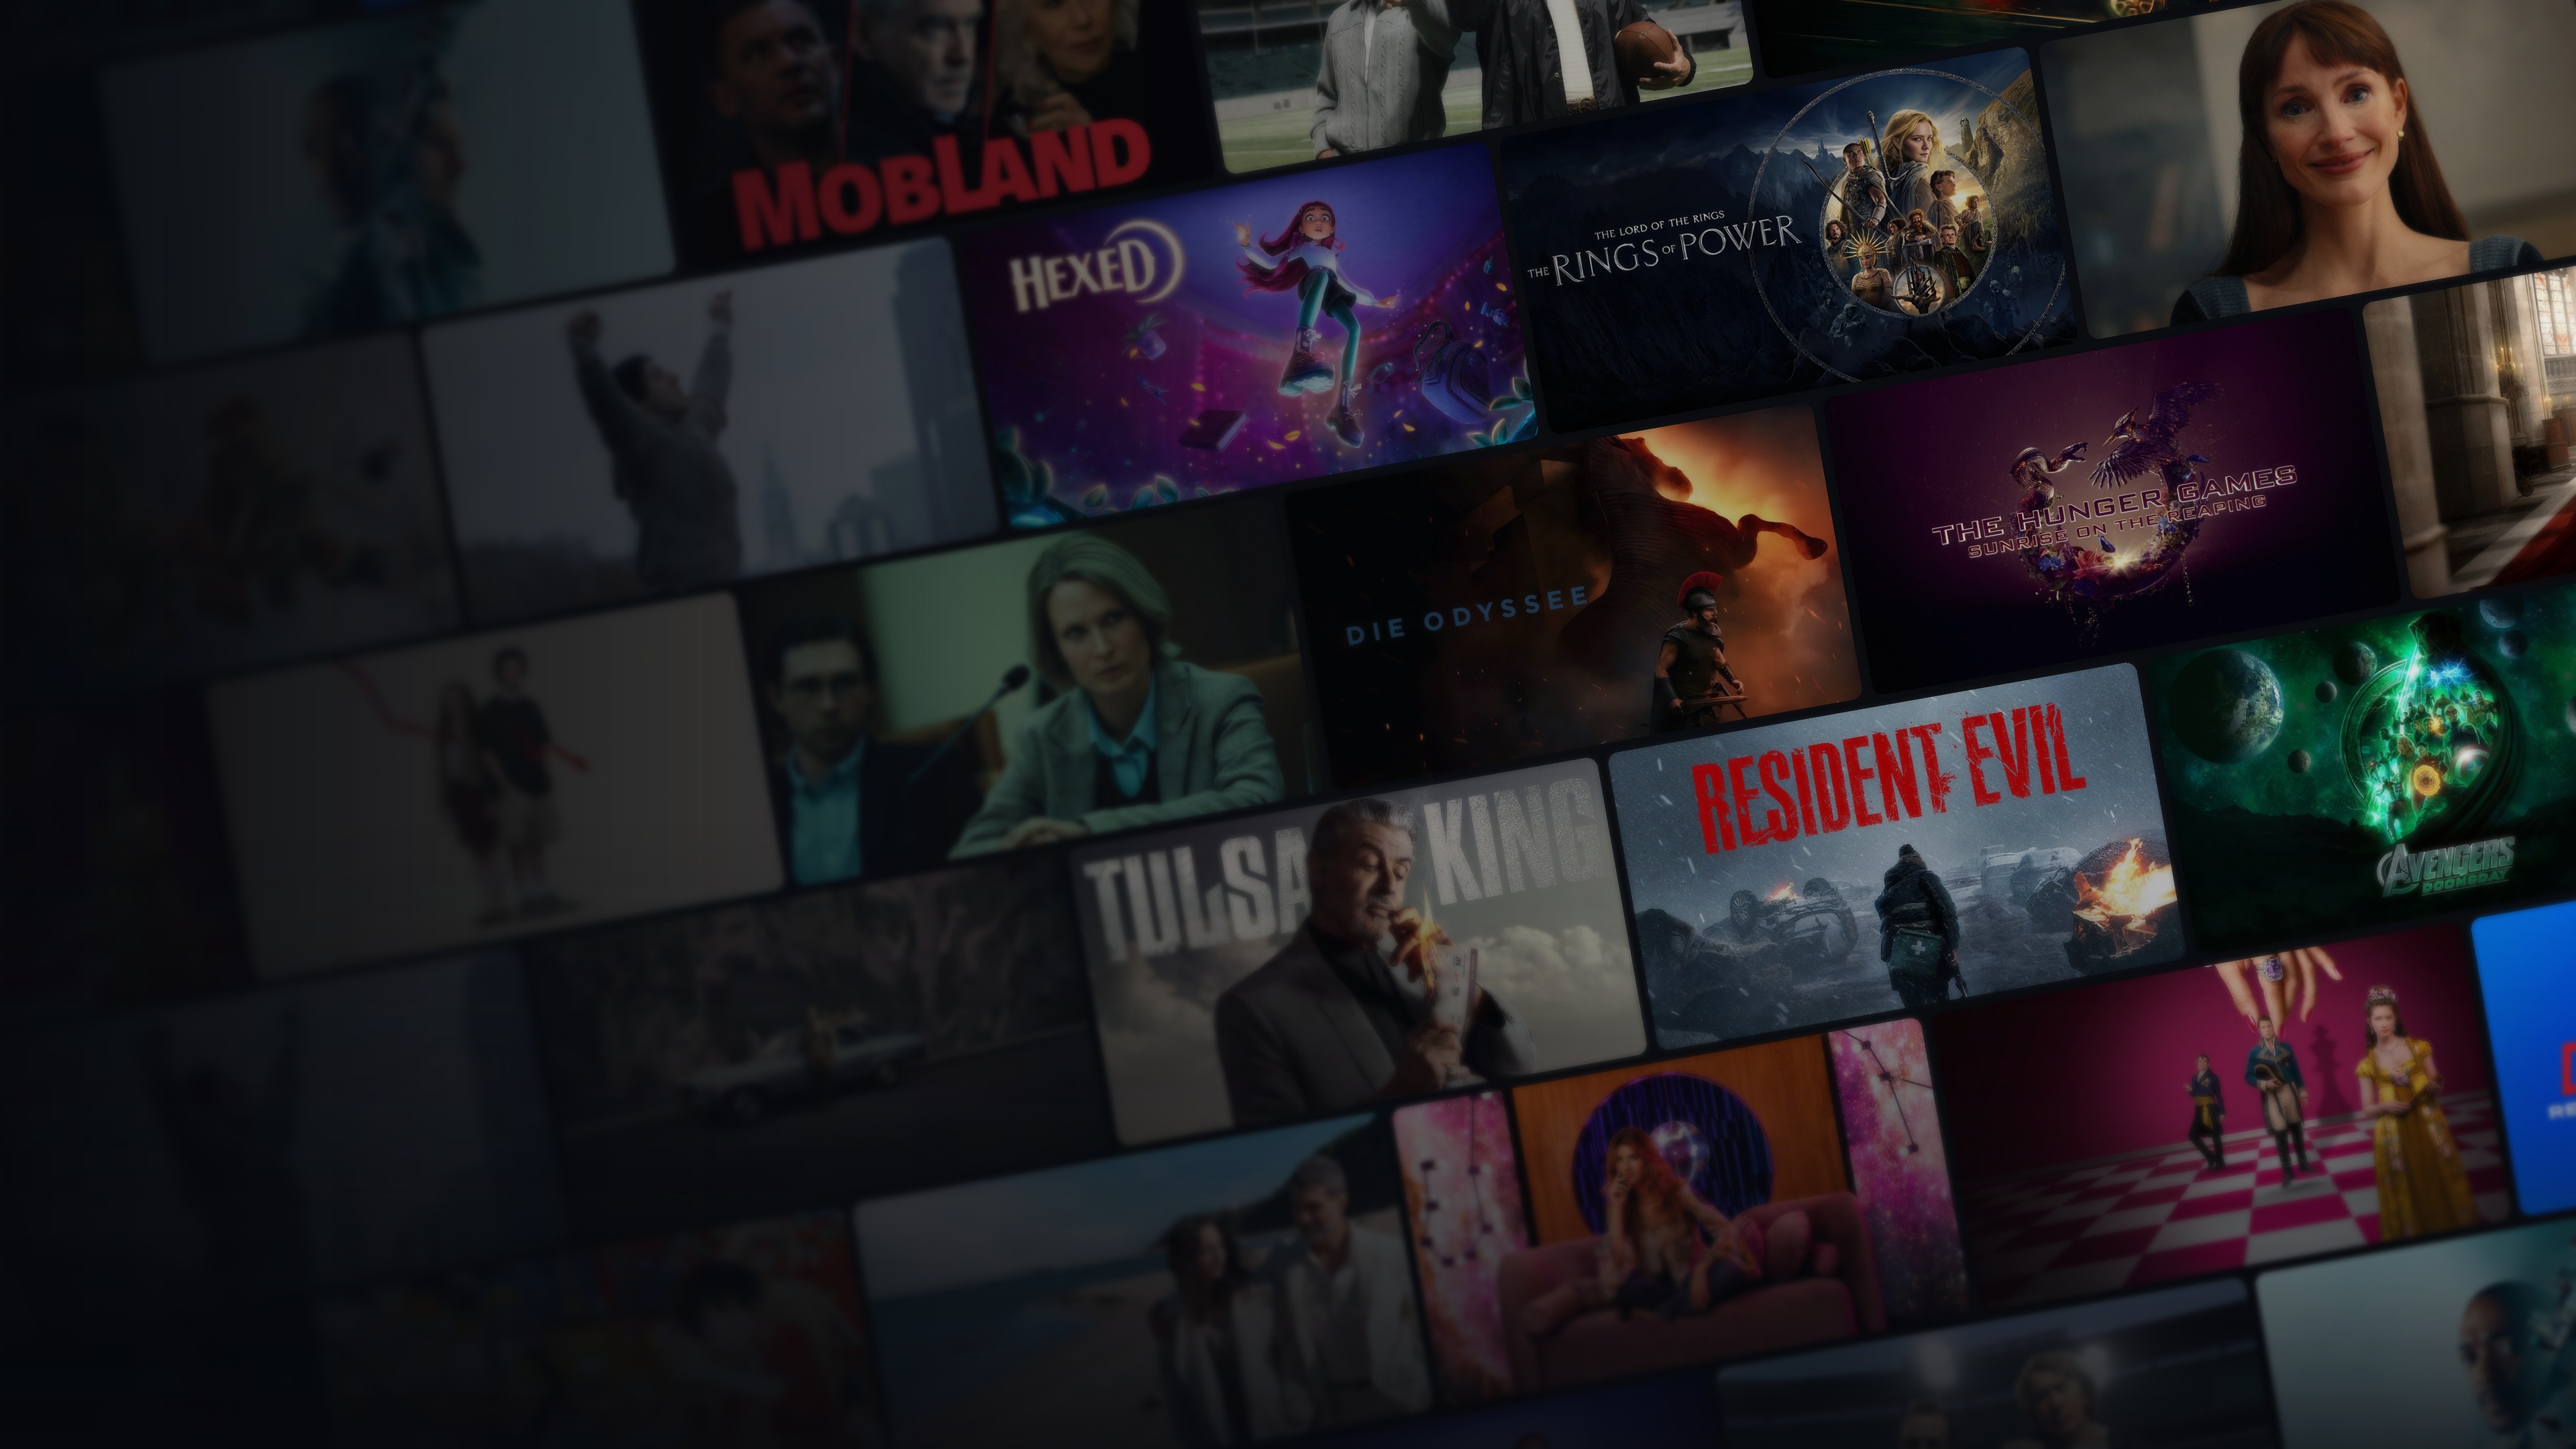 MOBLAND
HEXED
THE LORD OF THE RINGS
THE RINGS OF POWER
DIE ODYSSEE
THE HUNGER GAMES
SUNRISE ON THE REAPING
TULSA KING
RESIDENT EVIL
AVENGERS
DOOMSDAY